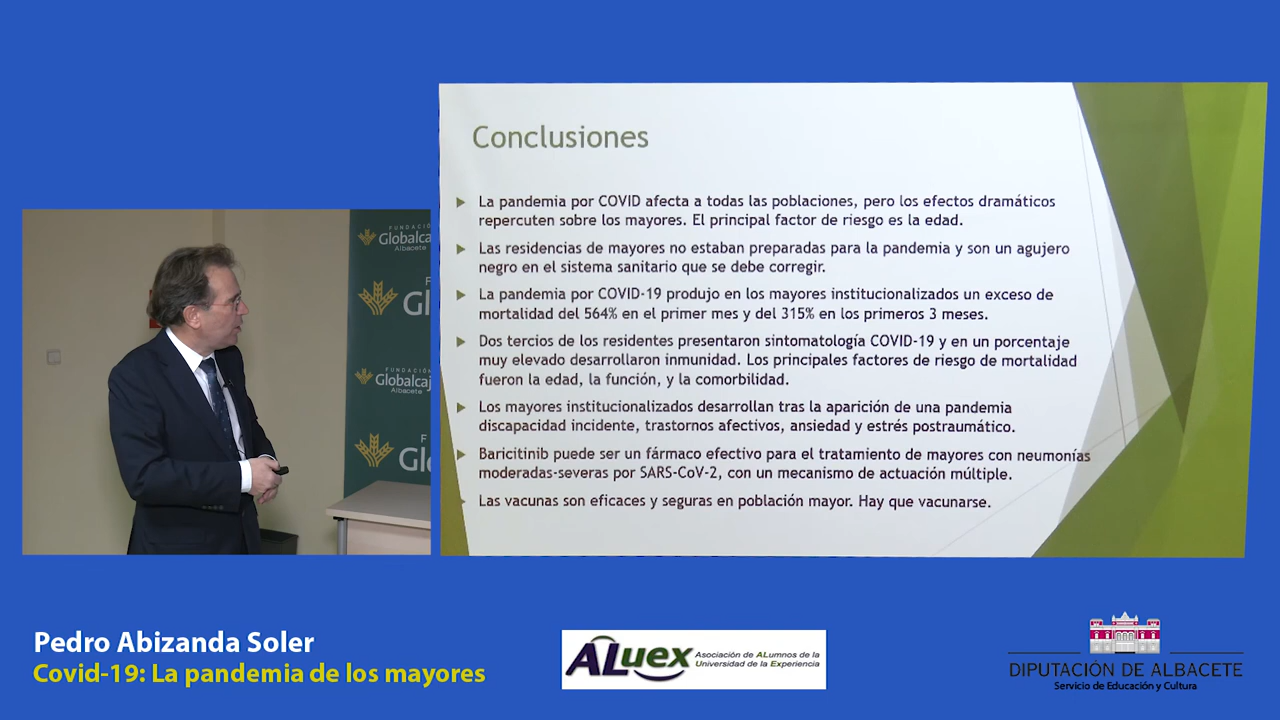 Conclusiones
La pandemia por COVID afecta a todas las poblaciones, pero los efectos dramáticos
repercuten sobre los mayores. El principal factor de riesgo es la edad.
Las residencias de mayores no estaban preparadas para la pandemia y son un agujero
negro en el sistema sanitario que se debe corregir.
La pandemia por COVID-19 produjo en los mayores institucionalizados un exceso de
mortalidad del 564% en el primer mes y del 315% en los primeros 3 meses.
Dos tercios de los residentes presentaron sintomatología COVID-19 y en un porcentaje
muy elevado desarrollaron inmunidad. Los principales factores de riesgo de mortalidad
fueron la edad, la función, y la comorbilidad.
Los mayores institucionalizados desarrollan tras la aparición de una pandemia
discapacidad incidente, trastornos afectivos, ansiedad y estrés postraumático.
Baricitinib puede ser un fármaco efectivo para el tratamiento de mayores con neumonías
moderadas-severas por SARS-CoV-2, con un mecanismo de actuación múltiple.
Las vacunas son eficaces y seguras en población mayor. Hay que vacunarse.
FUNDACIÓ
Globalcaj
Albacete
F
Gl
FUNDACIÓN
Globalcaj
Albacete
F
Gl
Pedro Abizanda Soler
Covid-19: La pandemia de los mayores
ALUEX
Asociación de ALumnos de la
Universidad de la Experiencia
DIPUTACIÓN DE ALBACETE
Servicio de Educación y Cultura